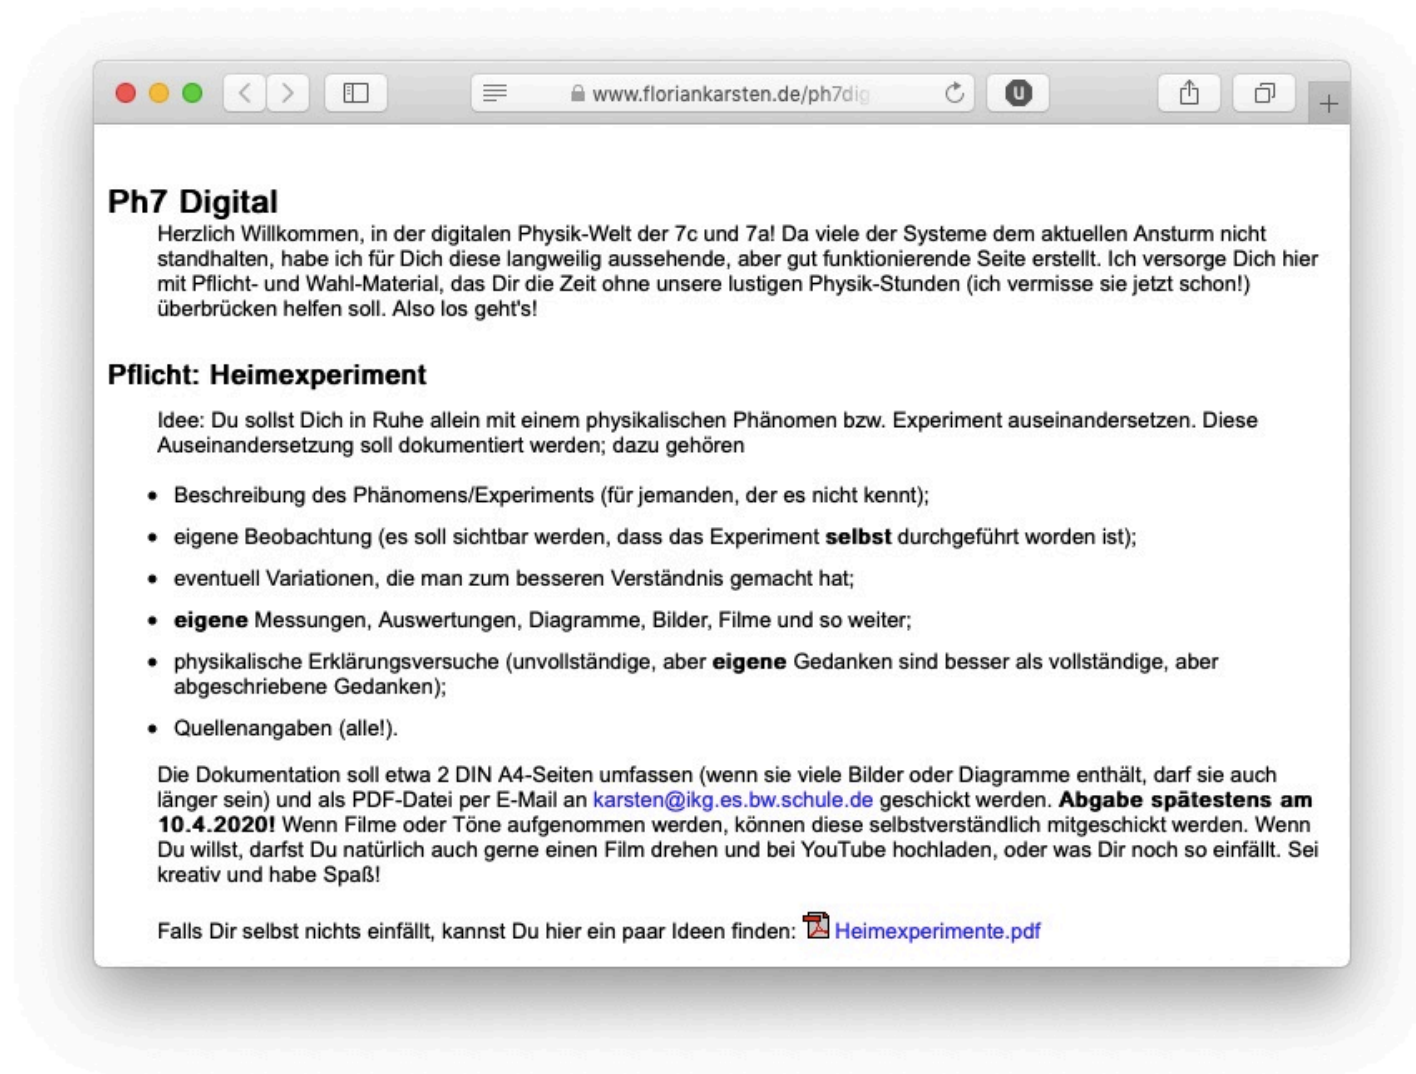 www.floriankarsten.de/ph7dig
Ph7 Digital
Herzlich Willkommen, in der digitalen Physik-Welt der 7c und 7a! Da viele der Systeme dem aktuellen Ansturm nicht
standhalten, habe ich für Dich diese langweilig aussehende, aber gut funktionierende Seite erstellt. Ich versorge Dich hier
mit Pflicht- und Wahl-Material, das Dir die Zeit ohne unsere lustigen Physik-Stunden (ich vermisse sie jetzt schon!)
überbrücken helfen soll. Also los geht's!
Pflicht: Heimexperiment
Idee: Du sollst Dich in Ruhe allein mit einem physikalischen Phänomen bzw. Experiment auseinandersetzen. Diese
Auseinandersetzung soll dokumentiert werden; dazu gehören
• Beschreibung des Phänomens/Experiments (für jemanden, der es nicht kennt);
• eigene Beobachtung (es soll sichtbar werden, dass das Experiment selbst durchgeführt worden ist);
• eventuell Variationen, die man zum besseren Verständnis gemacht hat;
• eigene Messungen, Auswertungen, Diagramme, Bilder, Filme und so weiter;
• physikalische Erklärungsversuche (unvollständige, aber eigene Gedanken sind besser als vollständige, aber
abgeschriebene Gedanken);
• Quellenangaben (alle!).
Die Dokumentation soll etwa 2 DIN A4-Seiten umfassen (wenn sie viele Bilder oder Diagramme enthält, darf sie auch
länger sein) und als PDF-Datei per E-Mail an karsten@ikg.es.bw.schule.de geschickt werden. Abgabe spätestens am
10.4.2020! Wenn Filme oder Töne aufgenommen werden, können diese selbstverständlich mitgeschickt werden. Wenn
Du willst, darfst Du natürlich auch gerne einen Film drehen und bei YouTube hochladen, oder was Dir noch so einfällt. Sei
kreativ und habe Spaß!
Falls Dir selbst nichts einfällt, kannst Du hier ein paar Ideen finden: Heimexperimente.pdf